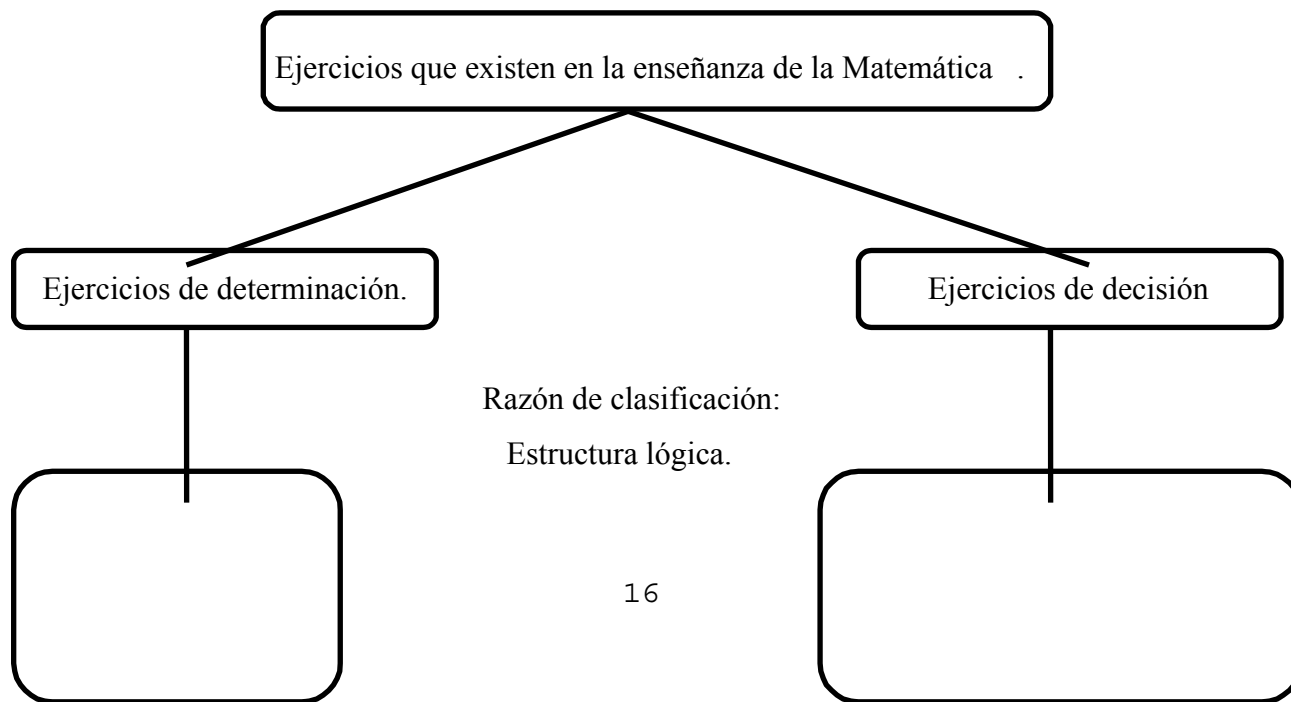 Ejercicios que existen en la enseñanza de la Matemática .
Ejercicios de determinación.
Ejercicios de decisión
Razón de clasificación:
Estructura lógica.
16